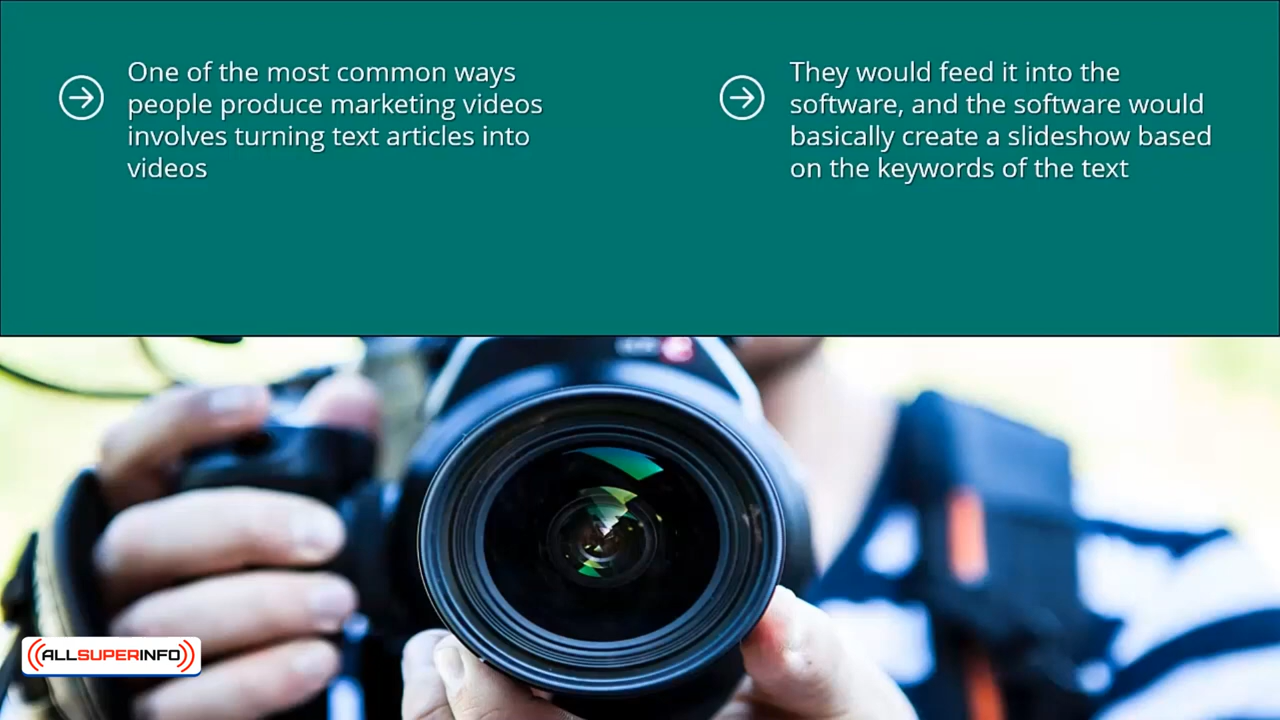 One of the most common ways
people produce marketing videos
involves turning text articles into
videos
They would feed it into the
software, and the software would
basically create a slideshow based
on the keywords of the text
ALLSUPERINFO